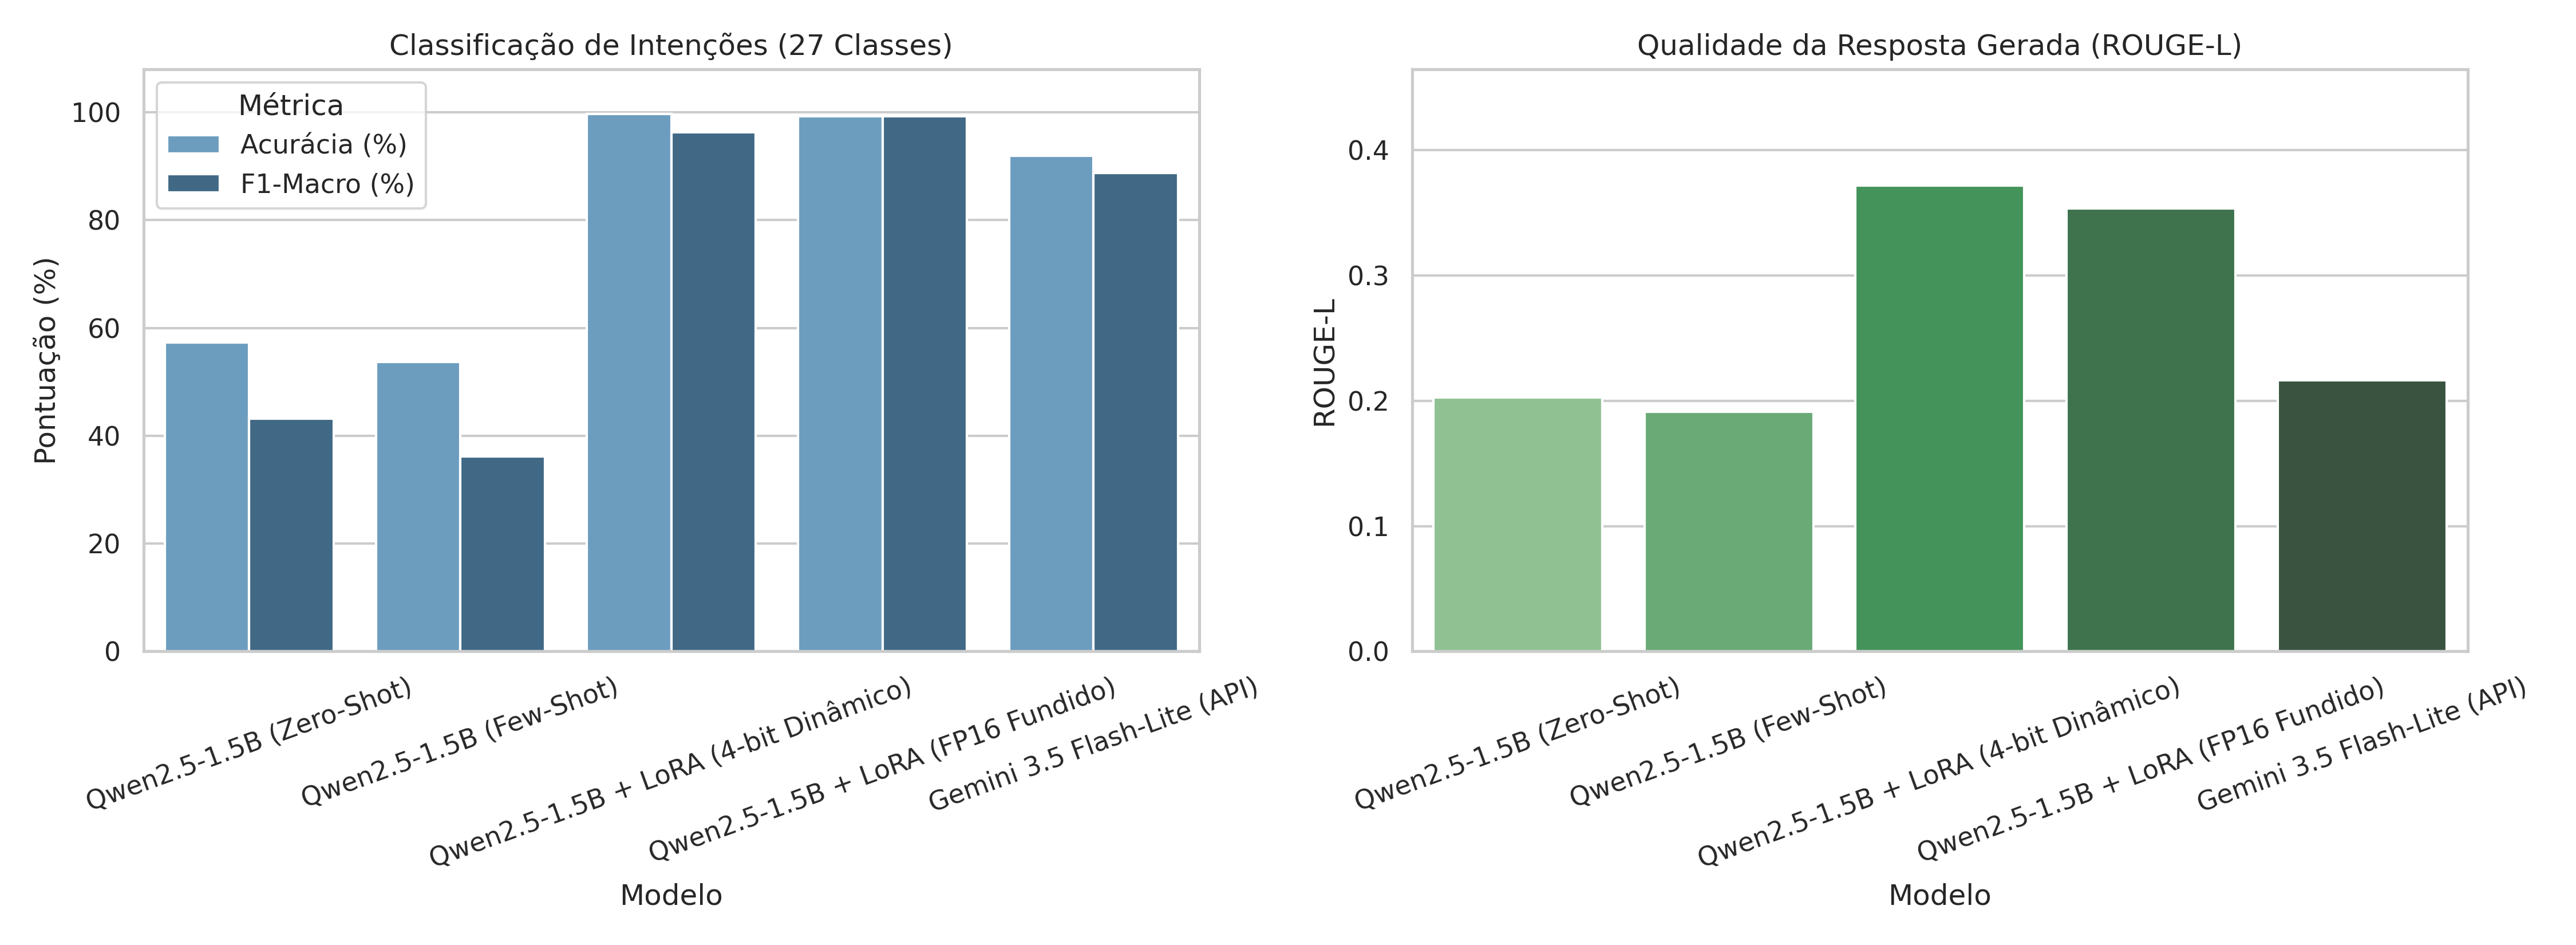 Classificação de Intenções (27 Classes)
Métrica
Acurácia (%)
F1-Macro (%)
Pontuação (%)
100
80
60
40
20
0
Qwen2.5-1.5B (Zero-Shot)
Qwen2.5-1.5B (Few-Shot)
Qwen2.5-1.5B + LoRA (4-bit Dinâmico)
Qwen2.5-1.5B + LoRA (FP16 Fundido)
Gemini 3.5 Flash-Lite (API)
Modelo
Qualidade da Resposta Gerada (ROUGE-L)
ROUGE-L
0.4
0.3
0.2
0.1
0.0
Qwen2.5-1.5B (Zero-Shot)
Qwen2.5-1.5B (Few-Shot)
Qwen2.5-1.5B + LoRA (4-bit Dinâmico)
Qwen2.5-1.5B + LoRA (FP16 Fundido)
Gemini 3.5 Flash-Lite (API)
Modelo